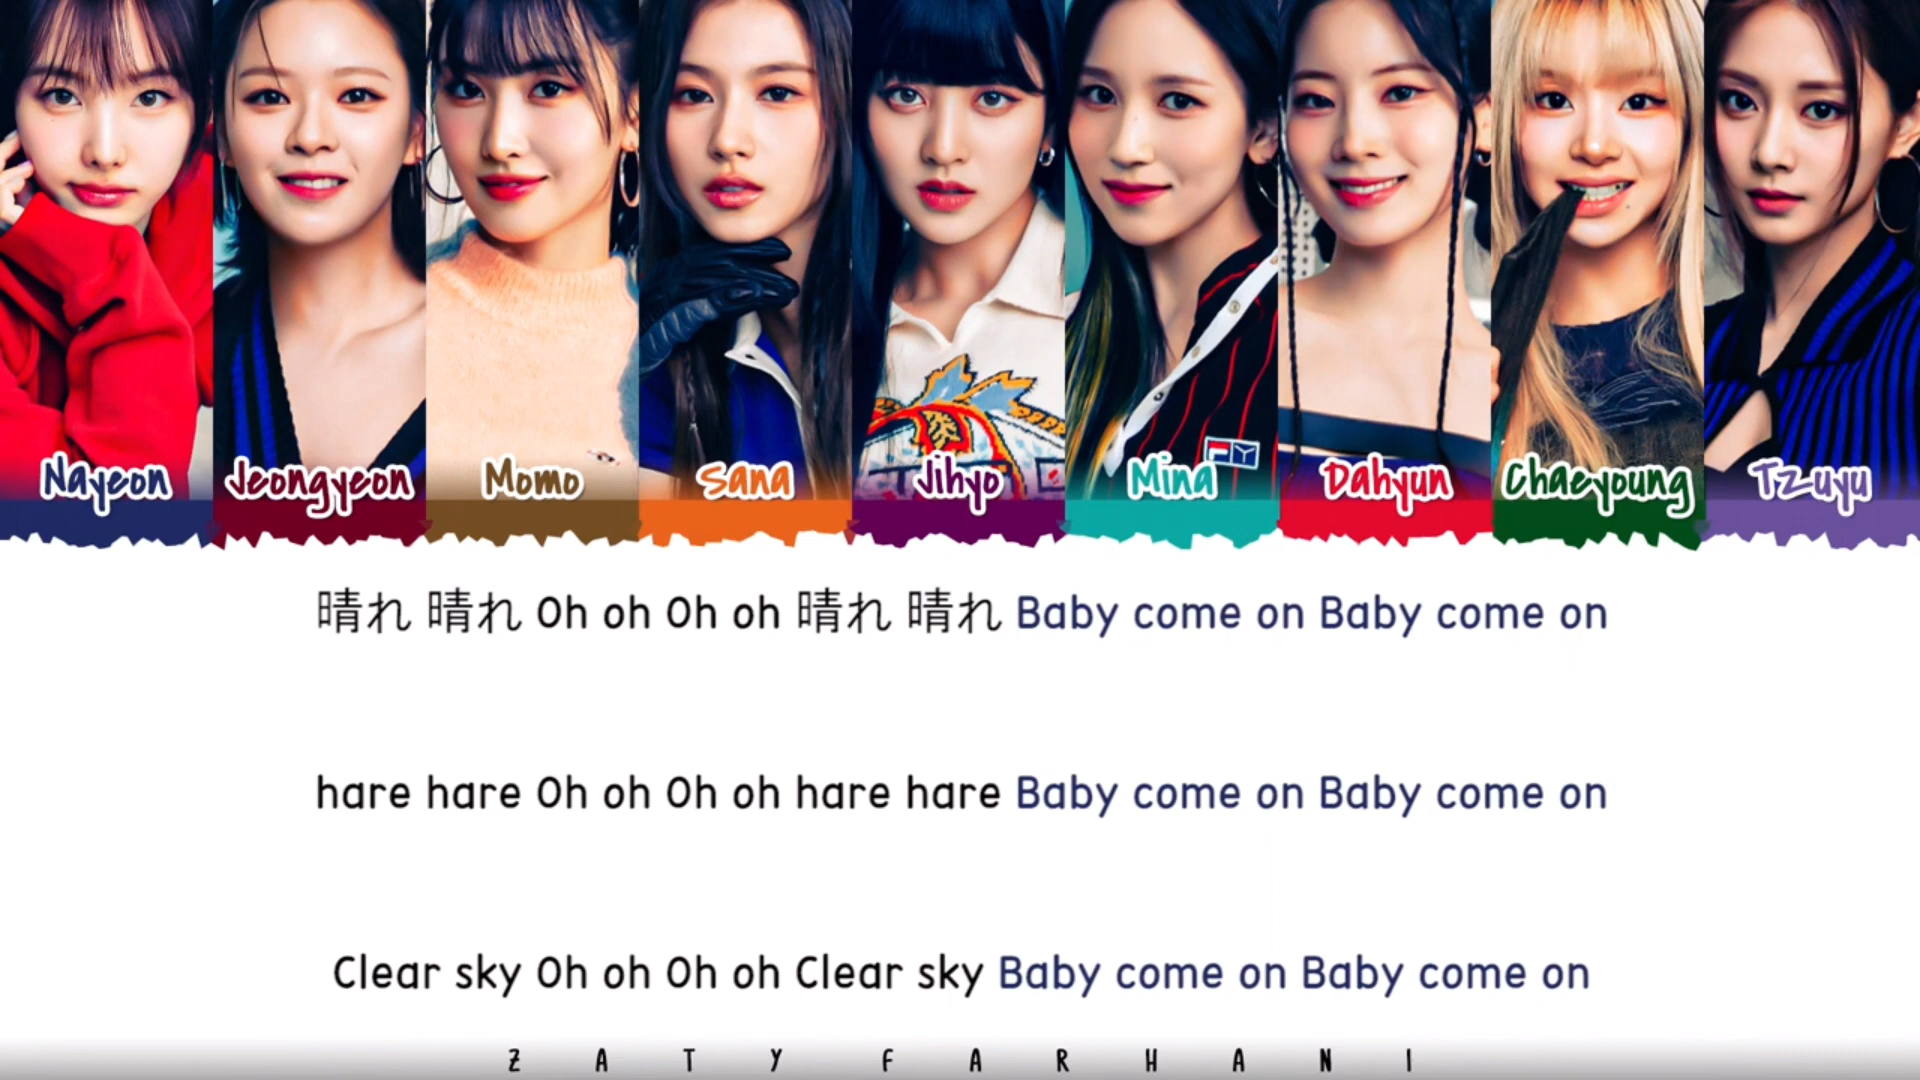 Nayeon Jeongyeon Momo Sana Jihyo Mina Dahyun Chaeyoung Tzuyu
晴れ 晴れ Oh oh Oh oh 晴れ 晴れ Baby come on Baby come on
hare hare Oh oh Oh oh hare hare Baby come on Baby come on
Clear sky Oh oh Oh oh Clear sky Baby come on Baby come on
ZATY FARHANI